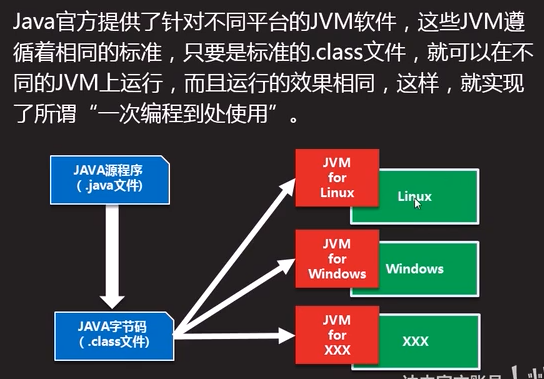 Java官方提供了针对不同平台的JVM软件，这些JVM遵
循着相同的标准，只要是标准的.class文件，就可以在不
同的JVM上运行，而且运行的效果相同，这样，就实现
了所谓“一次编程到处使用”。
JAVA源程序
（.java文件)
JVM
for
Linux
Linux
JVM
for
Windows
Windows
JAVA字节码
（.class文件）
JVM
for
XXX
XXX